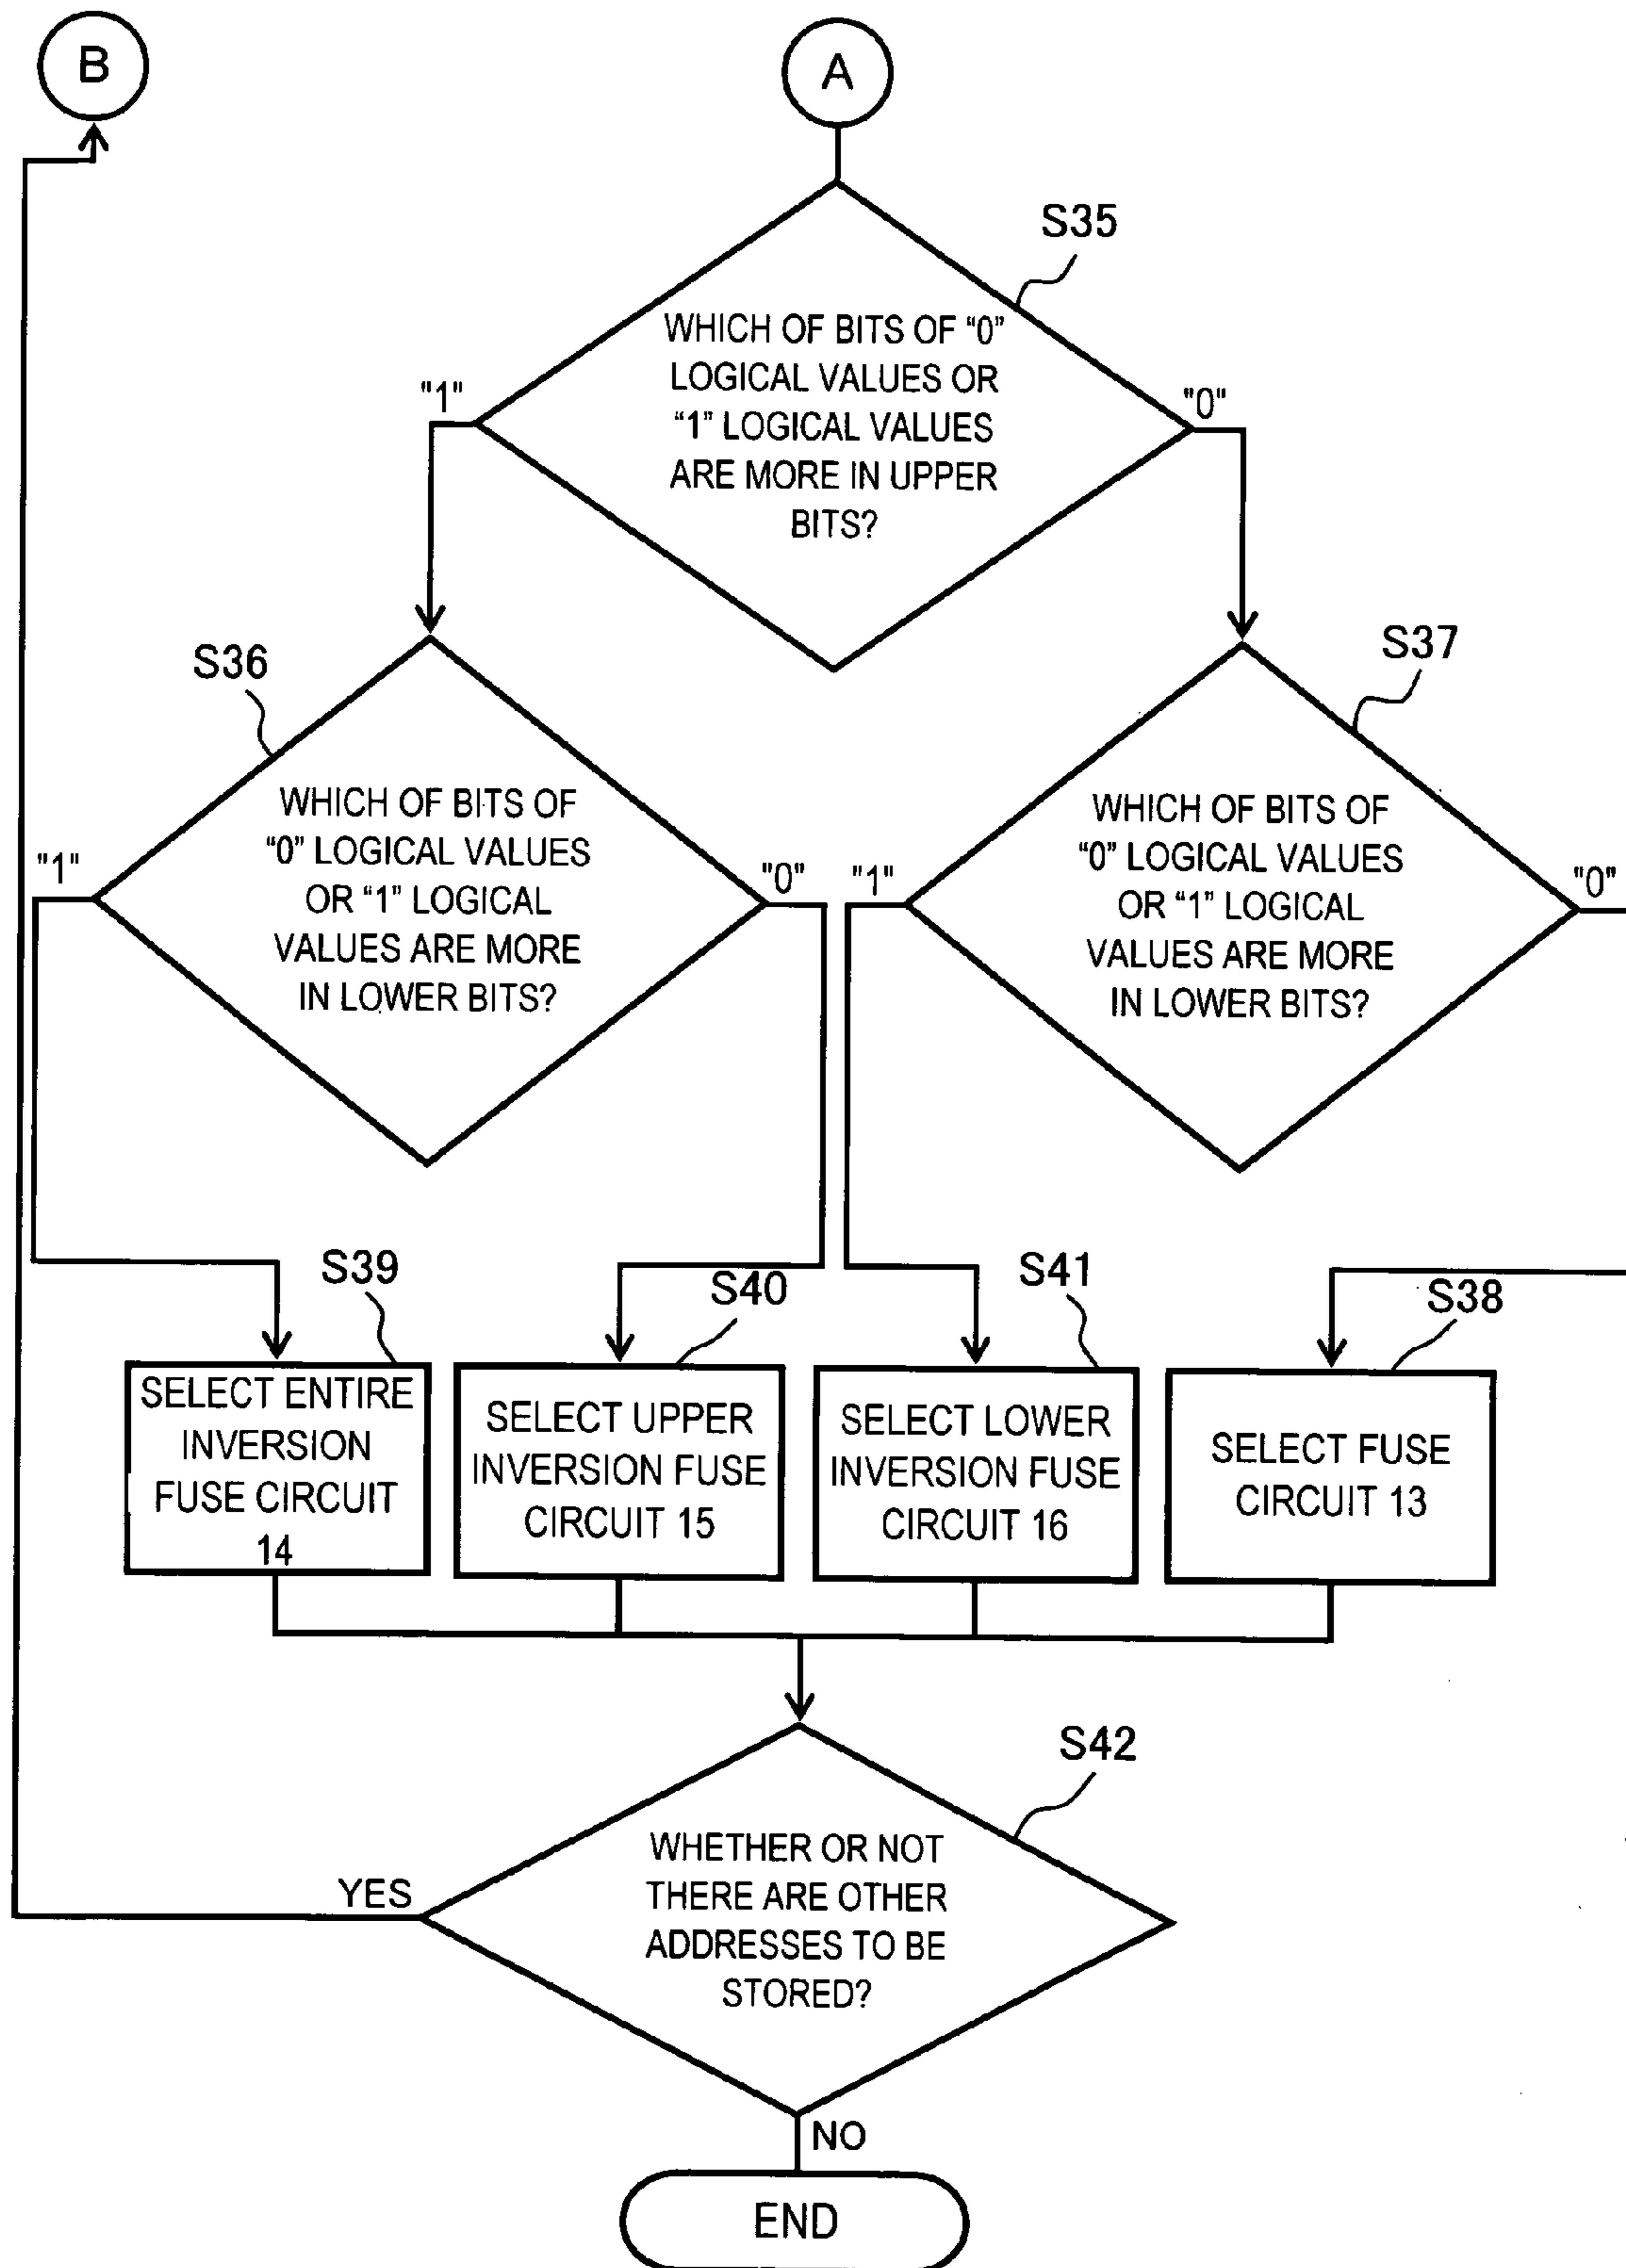 B
A
S35
WHICH OF BITS OF “0”
LOGICAL VALUES OR
“1” LOGICAL VALUES
ARE MORE IN UPPER
BITS?
"1"
"0"
S36
S37
WHICH OF BITS OF
“0” LOGICAL VALUES
OR “1” LOGICAL
VALUES ARE MORE
IN LOWER BITS?
"1"
"0"
WHICH OF BITS OF
“0” LOGICAL VALUES
OR “1” LOGICAL
VALUES ARE MORE
IN LOWER BITS?
"1"
"0"
S39
SELECT ENTIRE
INVERSION
FUSE CIRCUIT
14
S40
SELECT UPPER
INVERSION FUSE
CIRCUIT 15
S41
SELECT LOWER
INVERSION FUSE
CIRCUIT 16
S38
SELECT FUSE
CIRCUIT 13
S42
WHETHER OR NOT
THERE ARE OTHER
ADDRESSES TO BE
STORED?
YES
NO
END